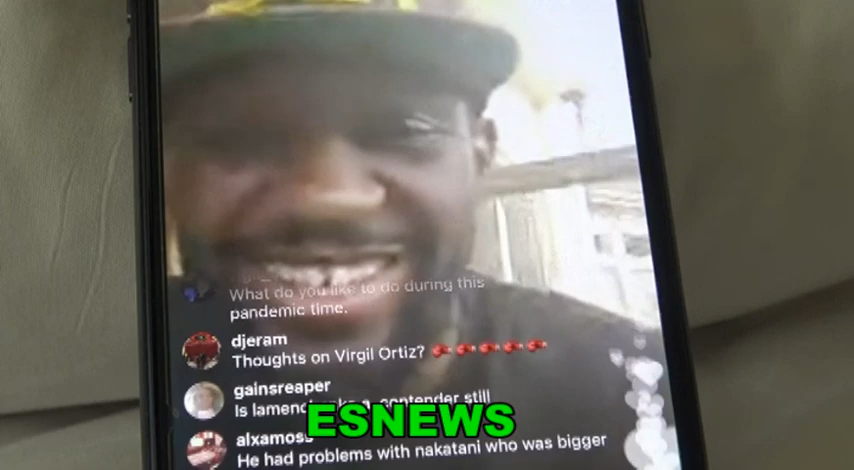 What do you like to do during this
pandemic time.
djeram
Thoughts on Virgil Ortiz?
gainsreaper
Is a contender still
ESNEWS
alxamoss
He had problems with nakatani who was bigger